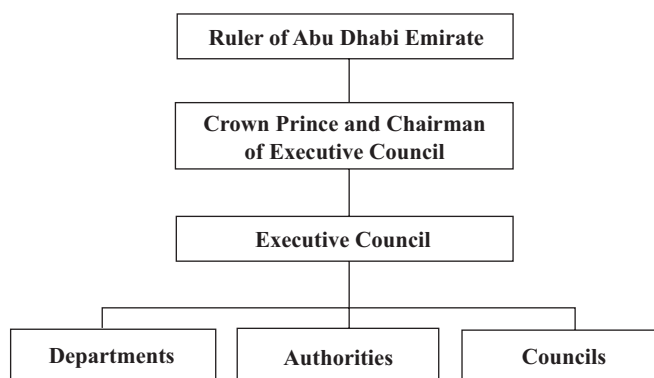 Ruler of Abu Dhabi Emirate
Crown Prince and Chairman
of Executive Council
Executive Council
Departments
Authorities
Councils